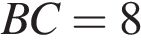 BC = 8